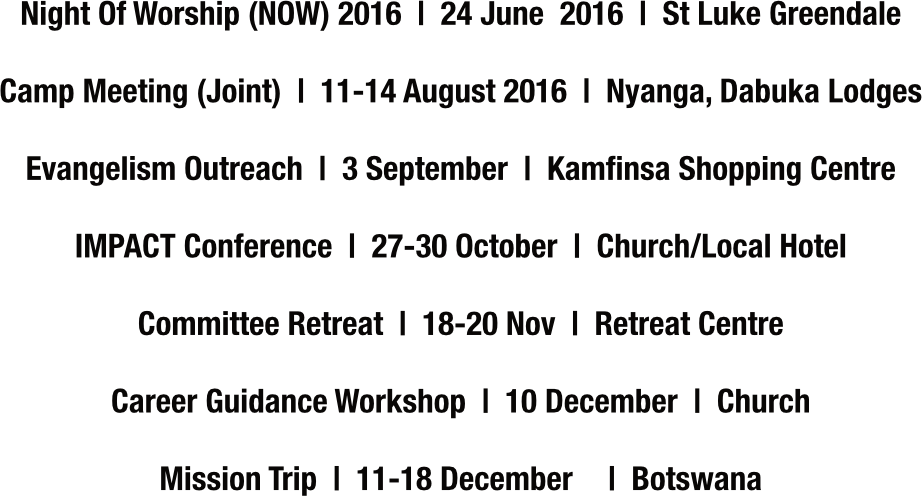 Night Of Worship (NOW) 2016 | 24 June 2016 | St Luke Greendale
Camp Meeting (Joint) | 11-14 August 2016 | Nyanga, Dabuka Lodges
Evangelism Outreach | 3 September | Kamfinsa Shopping Centre
IMPACT Conference | 27-30 October | Church/Local Hotel
Committee Retreat | 18-20 Nov | Retreat Centre
Career Guidance Workshop | 10 December | Church
Mission Trip | 11-18 December | Botswana